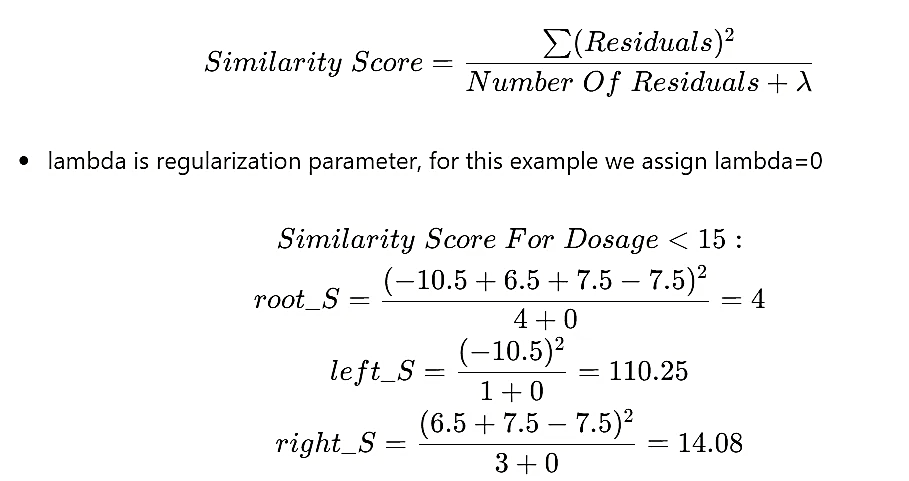 Similarity Score = ∑(Residuals)² / Number Of Residuals + λ
• lambda is regularization parameter, for this example we assign lambda=0
Similarity Score For Dosage < 15 :
root_S = (−10.5 + 6.5 + 7.5 − 7.5)² / 4 + 0 = 4
left_S = (−10.5)² / 1 + 0 = 110.25
right_S = (6.5 + 7.5 − 7.5)² / 3 + 0 = 14.08